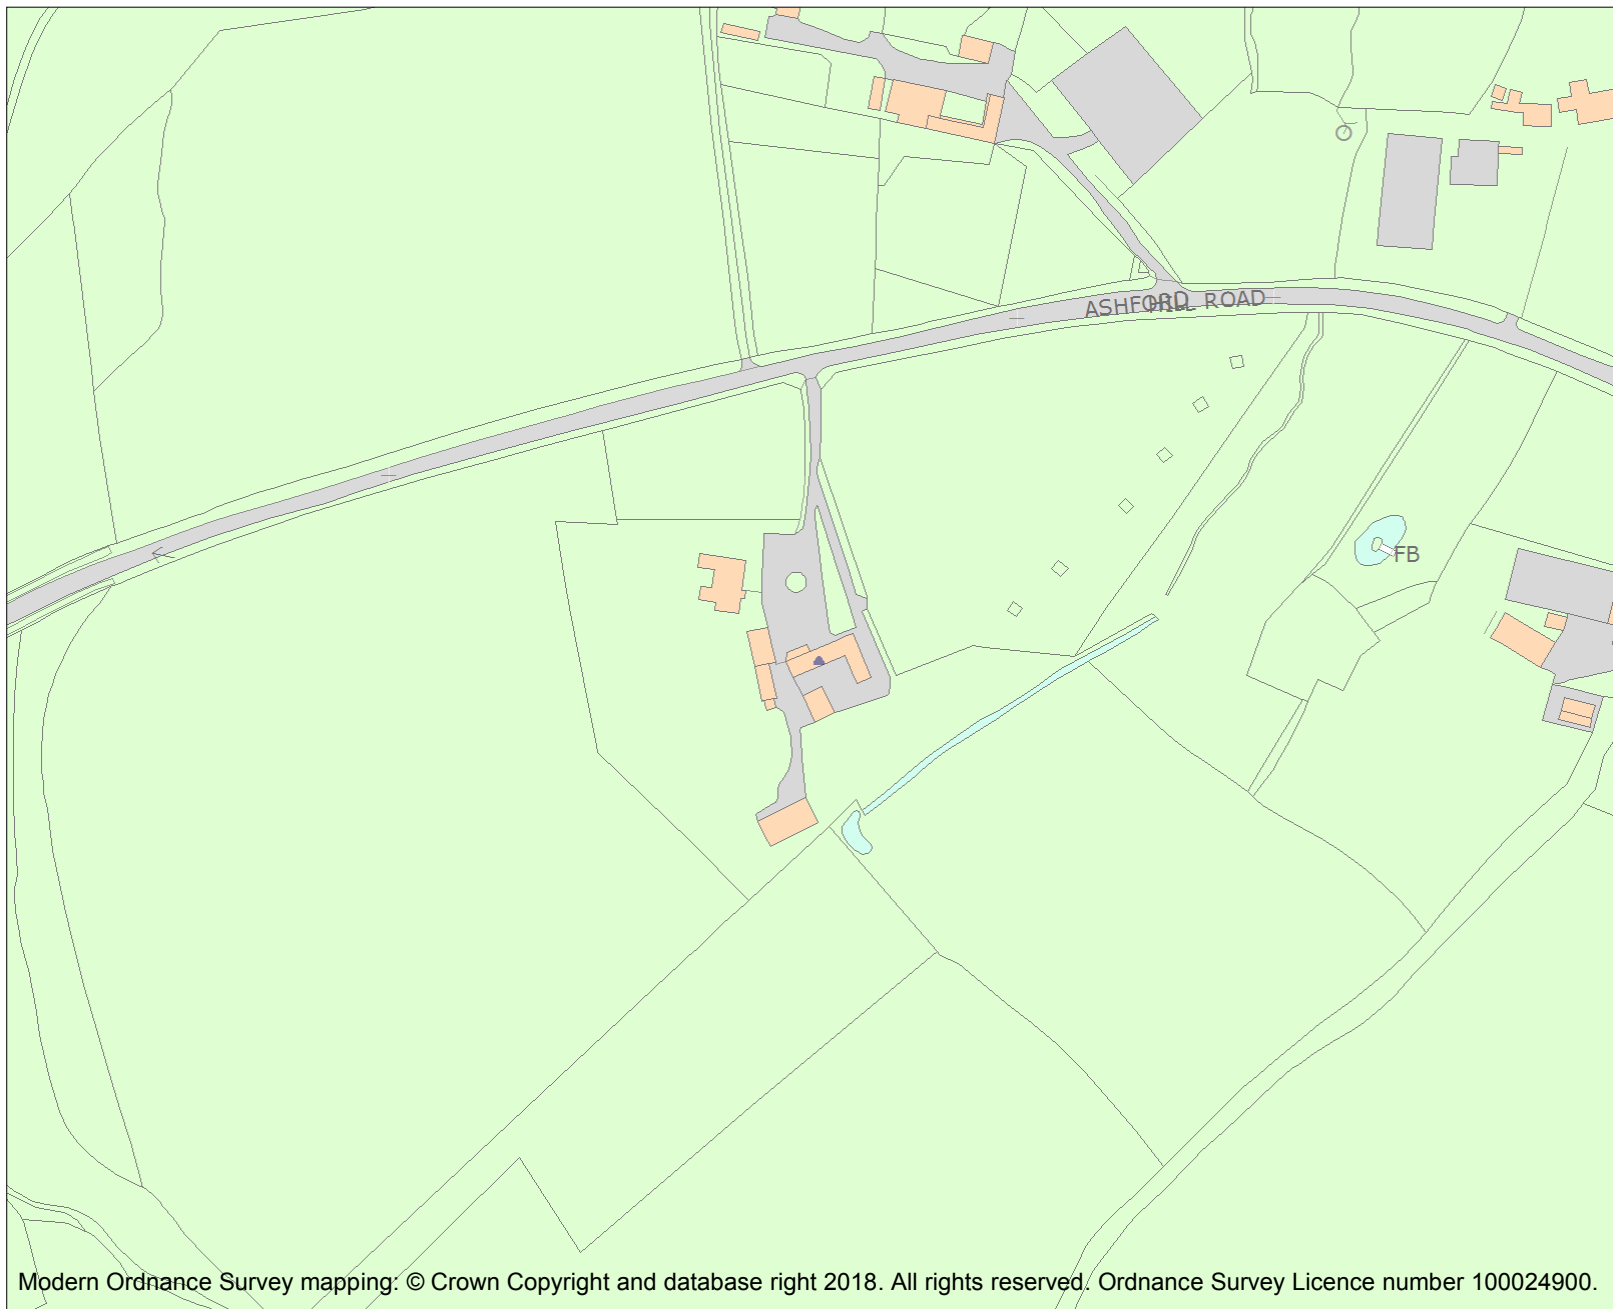 ASHFORD HILL ROAD
FB
Modern Ordnance Survey mapping: © Crown Copyright and database right 2018. All rights reserved. Ordnance Survey Licence number 100024900.